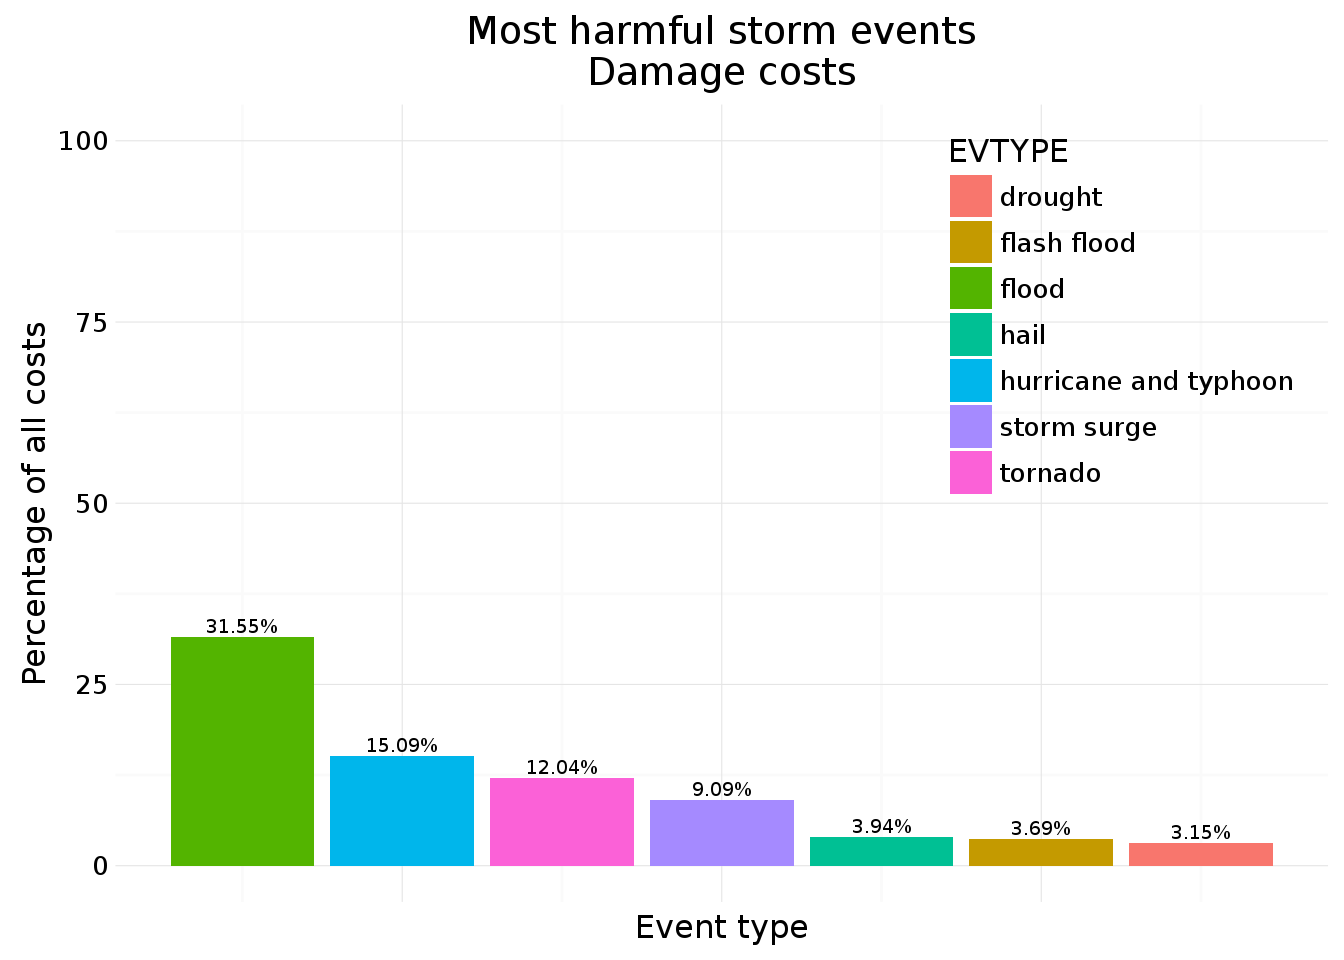 Most harmful storm events
Damage costs
Percentage of all costs
100
75
50
25
0
EVTYPE
drought
flash flood
flood
hail
hurricane and typhoon
storm surge
tornado
31.55%
15.09%
12.04%
9.09%
3.94%
3.69%
3.15%
Event type